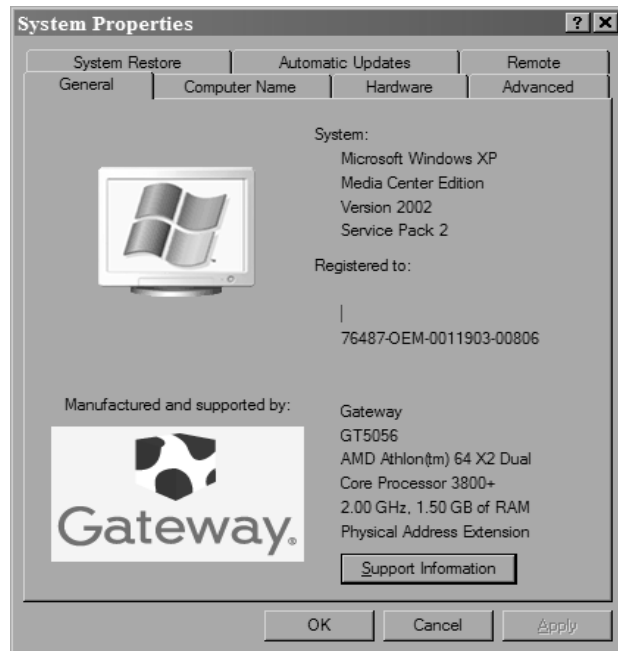 System Properties
System Restore
Automatic Updates
Remote
General
Computer Name
Hardware
Advanced
System:
Microsoft Windows XP
Media Center Edition
Version 2002
Service Pack 2
Registered to:
76487-OEM-0011903-00806
Manufactured and supported by:
Gateway®
Gateway
GT5056
AMD Athlon(tm) 64 X2 Dual
Core Processor 3800+
2.00 GHz, 1.50 GB of RAM
Physical Address Extension
Support Information
OK
Cancel
Apply